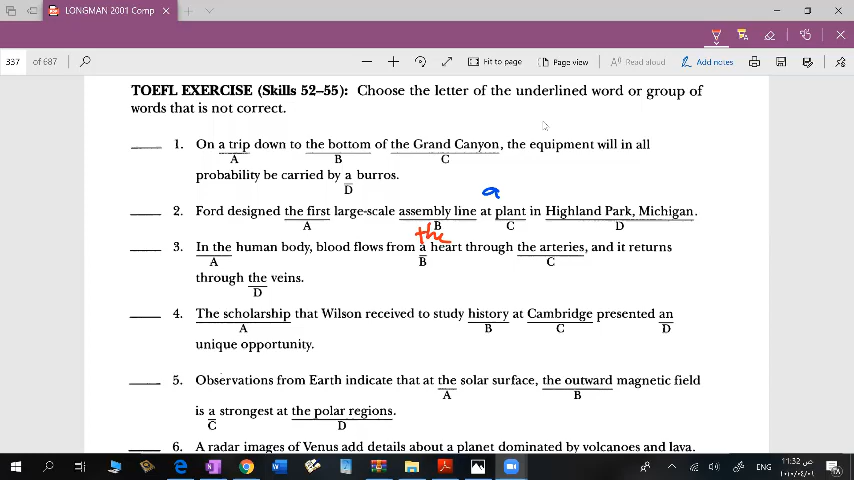 LONGMAN 2001 Comp
337 of 687
Fit to page
Page view
Read aloud
Add notes
TOEFL EXERCISE (Skills 52–55): Choose the letter of the underlined word or group of
words that is not correct.
1. On a trip down to the bottom of the Grand Canyon, the equipment will in all
A B C
probability be carried by a burros.
D
a
2. Ford designed the first large-scale assembly line at plant in Highland Park, Michigan.
A B C D
the
3. In the human body, blood flows from a heart through the arteries, and it returns
A B C
through the veins.
D
4. The scholarship that Wilson received to study history at Cambridge presented an
A B C D
unique opportunity.
5. Observations from Earth indicate that at the solar surface, the outward magnetic field
A B
is a strongest at the polar regions.
C D
6. A radar images of Venus add details about a planet dominated by volcanoes and lava.
ENG
11:32 ص